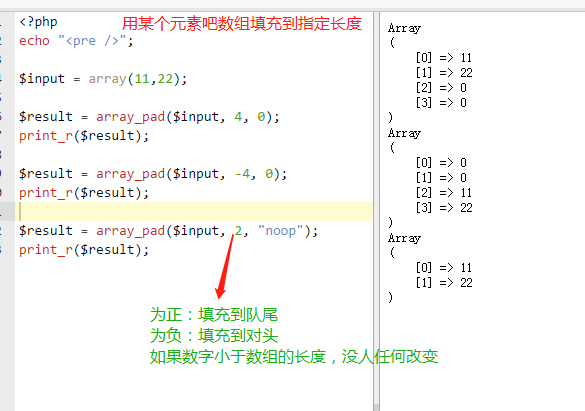 用某个元素吧数组填充到指定长度
<?php
echo "<pre />";
$input = array(11,22);
$result = array_pad($input, 4, 0);
print_r($result);
$result = array_pad($input, -4, 0);
print_r($result);
$result = array_pad($input, 2, "noop");
print_r($result);
为正：填充到队尾
为负：填充到对头
如果数字小于数组的长度，没人任何改变
Array
(
[0] => 11
[1] => 22
[2] => 0
[3] => 0
)
Array
(
[0] => 0
[1] => 0
[2] => 11
[3] => 22
)
Array
(
[0] => 11
[1] => 22
)